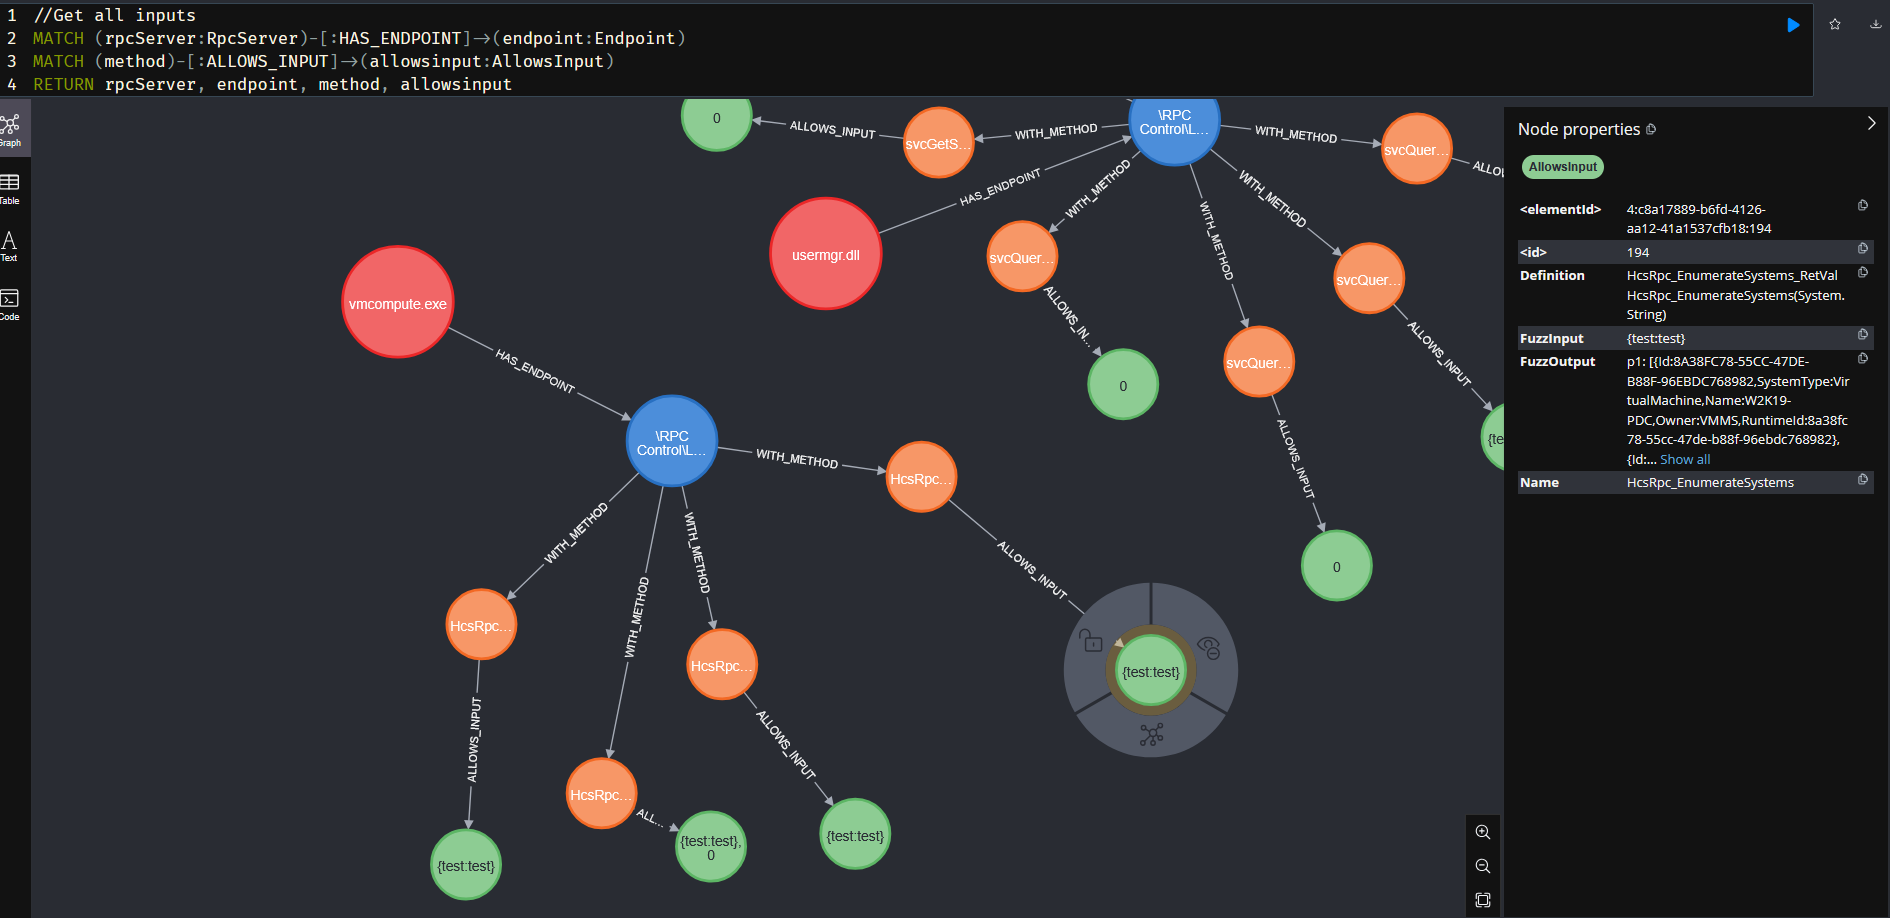 1 //Get all inputs
2 MATCH (rpcServer:RpcServer)-[:HAS_ENDPOINT]->(endpoint:Endpoint)
3 MATCH (method)-[:ALLOWS_INPUT]->(allowsinput:AllowsInput)
4 RETURN rpcServer, endpoint, method, allowsinput
Graph
Table
Text
Code
0
ALLOWS_INPUT
svcGetS...
WITH_METHOD
\RPC
Control\L...
WITH_METHOD
svcQuer...
ALLOW
HAS_ENDPOINT
WITH_METHOD
WITH_METHOD
WITH_METHOD
usermgr.dll
svcQuer...
svcQuer...
vmcompute.exe
ALLOWS_IN...
ALLOWS_INPUT
svcQuer...
0
HAS_ENDPOINT
ALLOWS_INPUT
{te
\RPC
Control\L...
WITH_METHOD
HcsRpc...
WITH_METHOD
WITH_METHOD
WITH_METHOD
ALLOWS_INPUT
0
HcsRpc...
HcsRpc...
{test:test}
ALLOWS_INPUT
ALLOWS_INPUT
HcsRpc...
ALL...
{test:test},
0
{test:test}
{test:test}
Node properties
AllowsInput
<elementId> 4:c8a17889-b6fd-4126-
aa12-41a1537cfb18:194
<id> 194
Definition HcsRpc_EnumerateSystems_RetVal
HcsRpc_EnumerateSystems(System.
String)
FuzzInput {test:test}
FuzzOutput p1: [{Id:8A38FC78-55CC-47DE-
B88F-96EBDC768982,SystemType:Vir
tualMachine,Name:W2K19-
PDC,Owner:VMMS,RuntimeId:8a38fc
78-55cc-47de-b88f-96ebdc768982},
{Id:... Show all
Name HcsRpc_EnumerateSystems